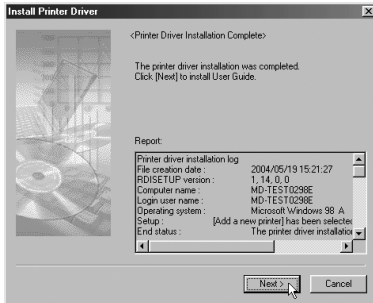 Install Printer Driver
<Printer Driver Installation Complete>
The printer driver installation was completed.
Click [Next] to install User Guide.
Report:
Printer driver installation log
File creation date : 2004/05/19 15:21:27
RDISETUP version : 1, 14, 0, 0
Computer name : MD-TEST0298E
Login user name : MD-TEST0298E
Operating system : Microsoft Windows 98 A
Setup : [Add a new printer] has been selected
End status : The printer driver installation
Next >
Cancel